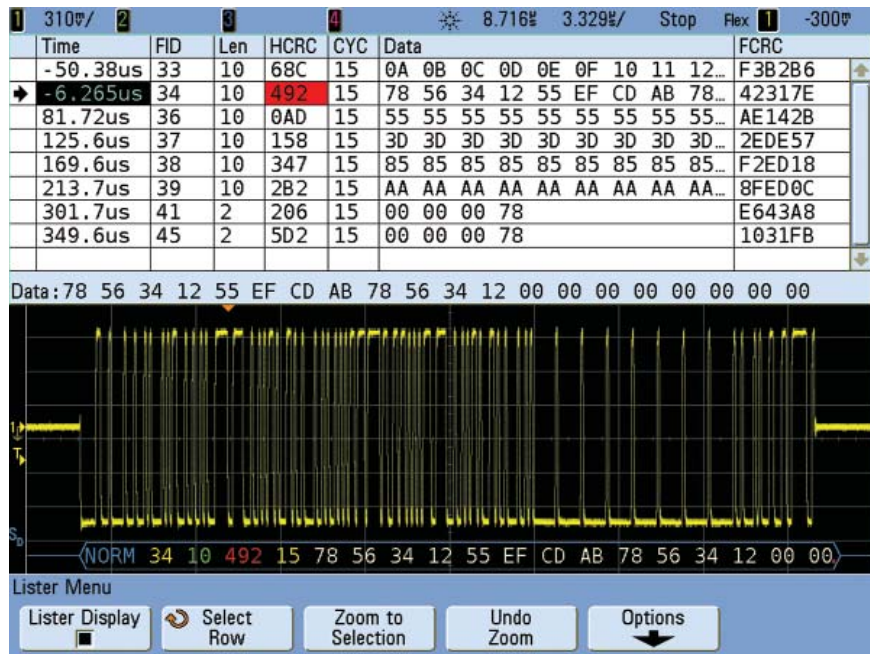 1 310▽/ 2 3 4 8.716▽ 3.329▽/ Stop Flex 1 -300▽
Time FID Len HCRC CYC Data FCRC
-50.38us 33 10 68C 15 0A 0B 0C 0D 0E 0F 10 11 12… F3B2B6
-6.265us 34 10 492 15 78 56 34 12 55 EF CD AB 78… 42317E
81.72us 36 10 0AD 15 55 55 55 55 55 55 55 55 55… AE142B
125.6us 37 10 158 15 3D 3D 3D 3D 3D 3D 3D 3D 3D… 2EDE57
169.6us 38 10 347 15 85 85 85 85 85 85 85 85 85… F2ED18
213.7us 39 10 2B2 15 AA AA AA AA AA AA AA AA AA… 8FED0C
301.7us 41 2 206 15 00 00 00 78 E643A8
349.6us 45 2 5D2 15 00 00 00 78 1031FB
Data:78 56 34 12 55 EF CD AB 78 56 34 12 00 00 00 00 00 00 00 00
1
T
SD
NORM 34 10 492 15 78 56 34 12 55 EF CD AB 78 56 34 12 00 00
Lister Menu
Lister Display Select Row Zoom to Selection Undo Zoom Options